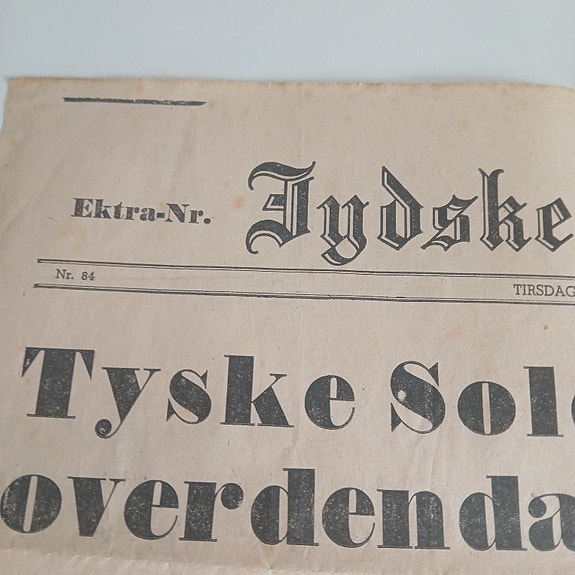 Ektra-Nr. Jydske
Nr. 84 TIRSDAG
Tyske Sol
overdenda